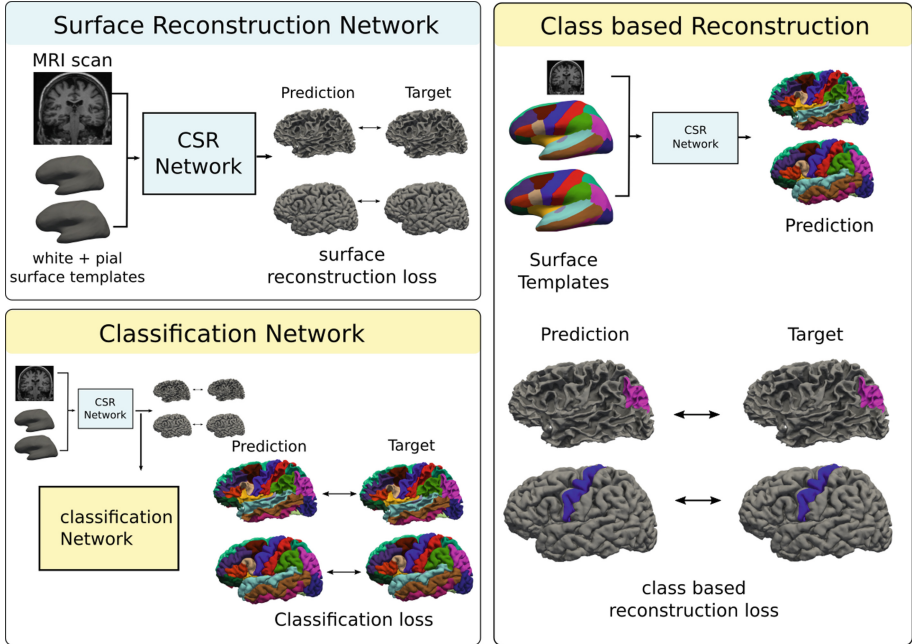 Surface Reconstruction Network
MRI scan
Prediction
Target
CSR
Network
white + pial
surface templates
surface
reconstruction loss
Classification Network
CSR
Network
Prediction
Target
classification
Network
Classification loss
Class based Reconstruction
CSR
Network
Prediction
Surface
Templates
Prediction
Target
class based
reconstruction loss